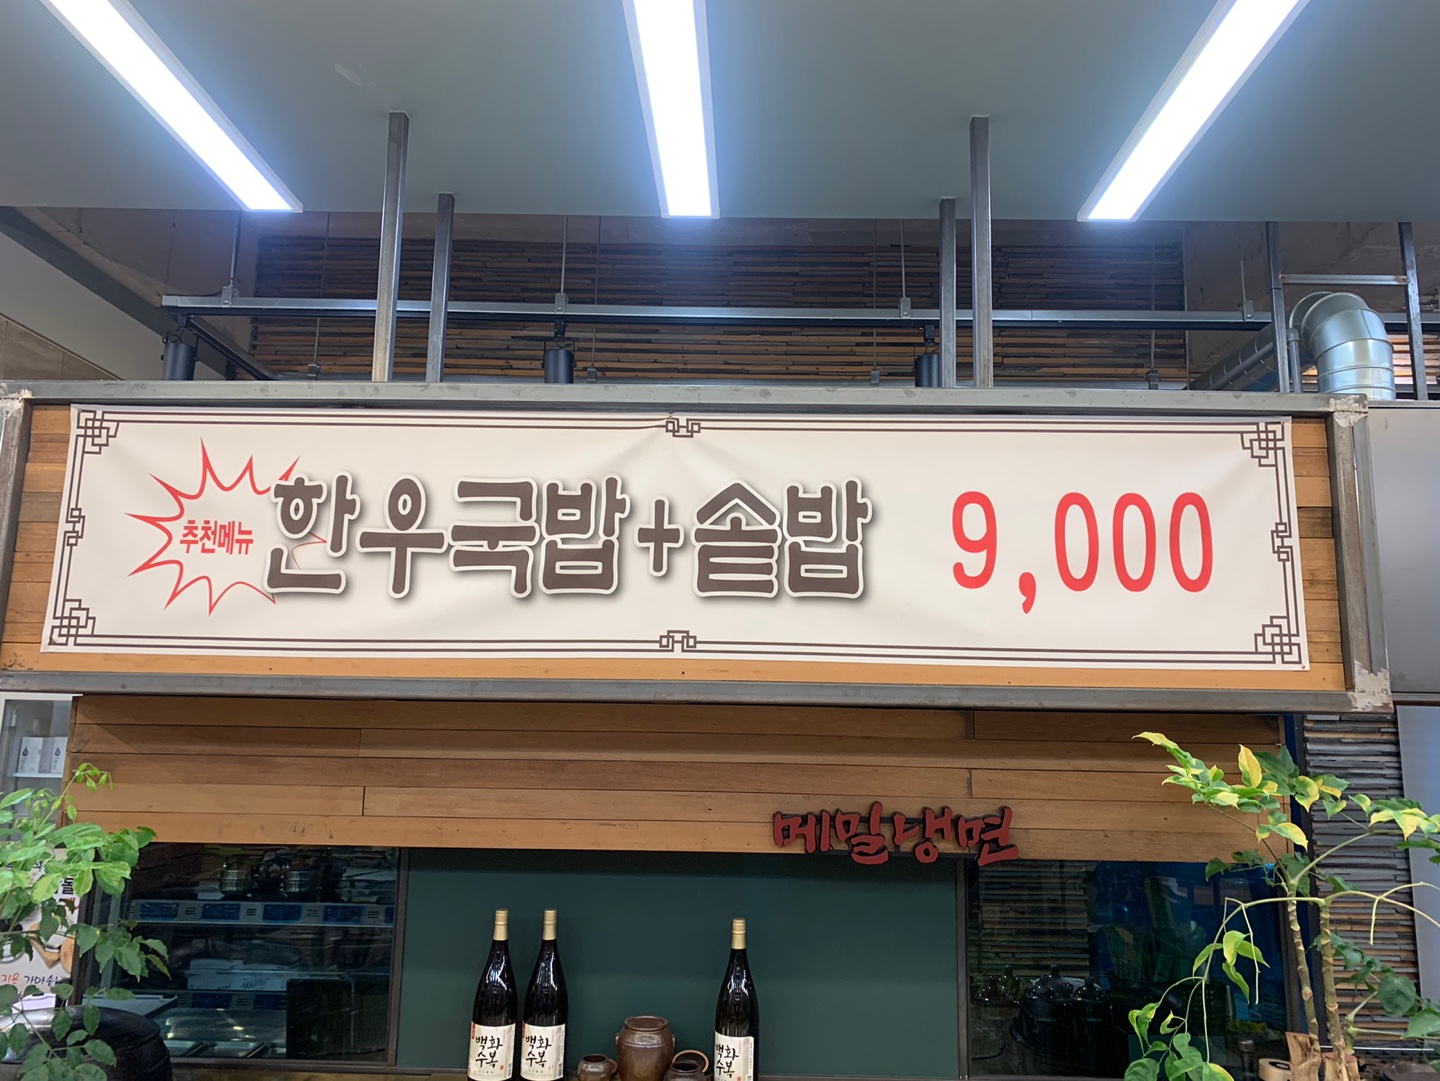 추천메뉴
한우국밥+솥밥 9,000
메밀냉면
백화
수복
백화
수복
백화
수복